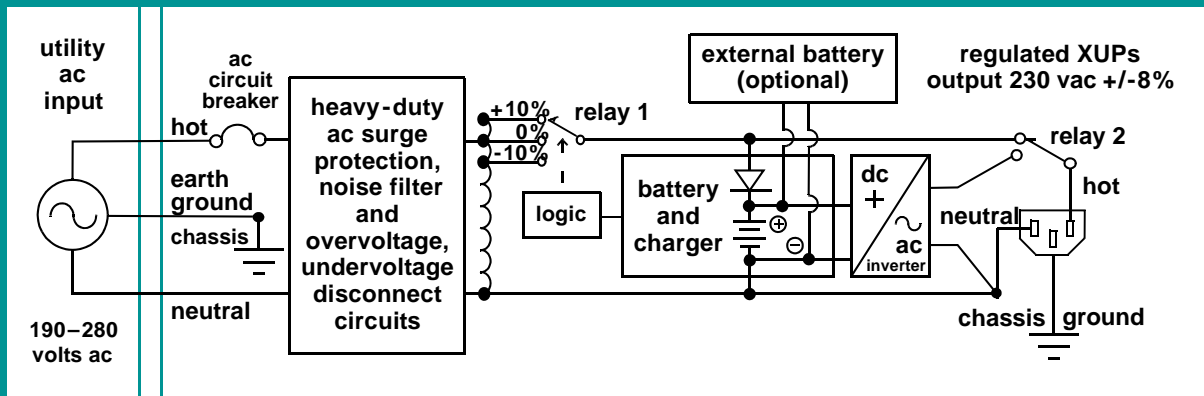 utility
ac
input
190–280
volts ac
hot
ac
circuit
breaker
earth
ground
chassis
neutral
heavy-duty
ac surge
protection,
noise filter
and
overvoltage,
undervoltage
disconnect
circuits
+10%
0%
-10%
relay 1
logic
external battery
(optional)
battery
and
charger
+
−
dc
+
ac
inverter
regulated XUPs
output 230 vac +/-8%
relay 2
hot
neutral
chassis
ground